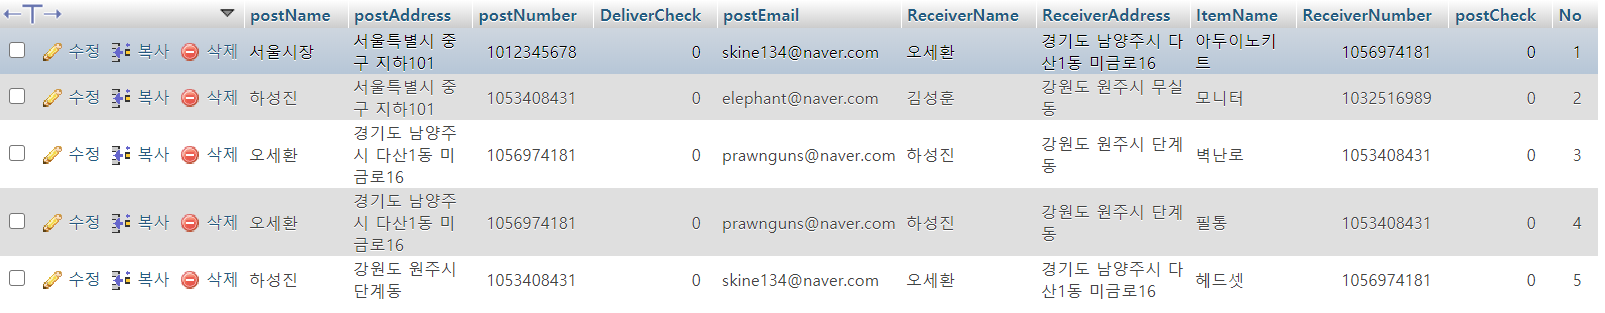 postName postAddress postNumber DeliverCheck postEmail ReceiverName ReceiverAddress ItemName ReceiverNumber postCheck No
수정 복사 삭제 서울시장 서울특별시 중 1012345678 0 skine134@naver.com 오세환 경기도 남양주시 다 아두이노키 1056974181 0 1
구 지하101 산1동 미금로16 트
수정 복사 삭제 하성진 서울특별시 중 1053408431 0 elephant@naver.com 김성훈 강원도 원주시 무실 모니터 1032516989 0 2
구 지하101 동
경기도 남양주
수정 복사 삭제 오세환 시 다산1동 미 1056974181 0 prawnguns@naver.com 하성진 강원도 원주시 단계 벽난로 1053408431 0 3
금로16 동
경기도 남양주
수정 복사 삭제 오세환 시 다산1동 미 1056974181 0 prawnguns@naver.com 하성진 강원도 원주시 단계 필통 1053408431 0 4
금로16 동
수정 복사 삭제 하성진 강원도 원주시 1053408431 0 skine134@naver.com 오세환 경기도 남양주시 다 헤드셋 1056974181 0 5
단계동 산1동 미금로16